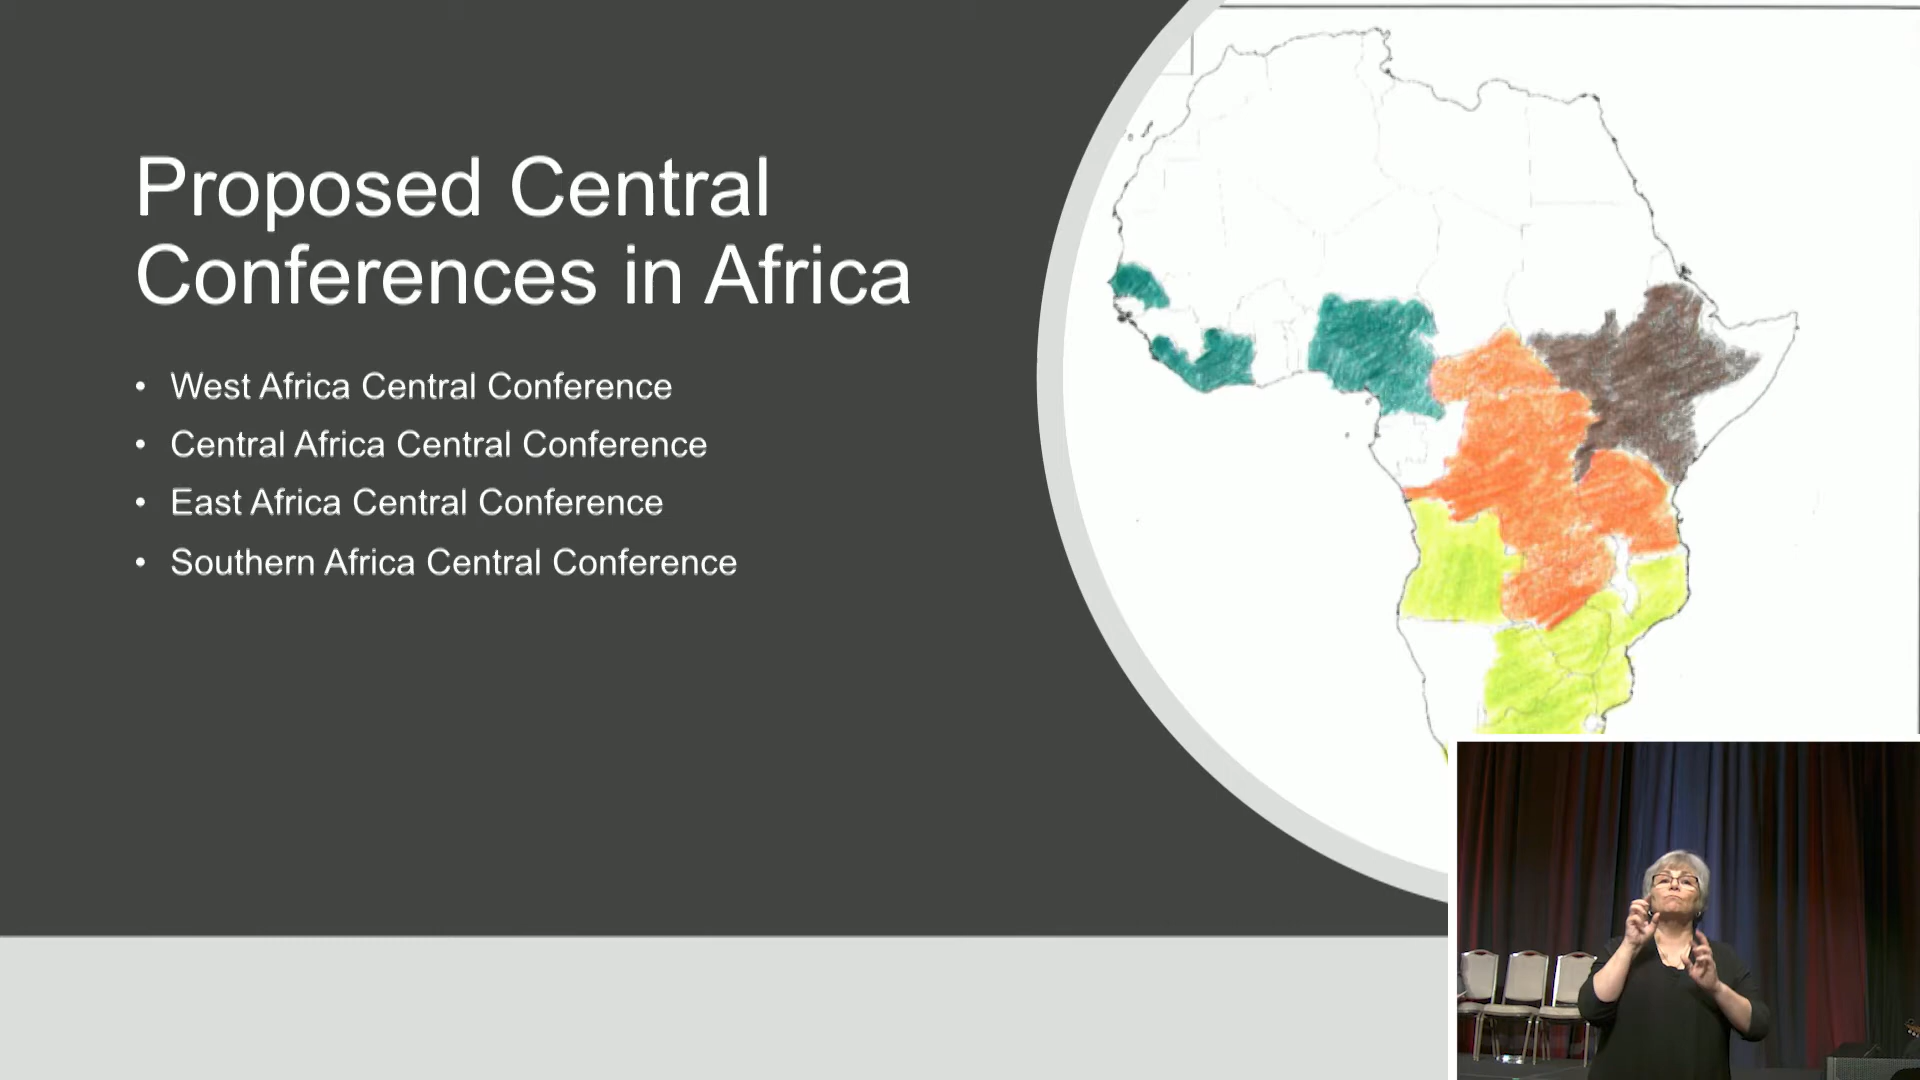 Proposed Central
Conferences in Africa
• West Africa Central Conference
• Central Africa Central Conference
• East Africa Central Conference
• Southern Africa Central Conference